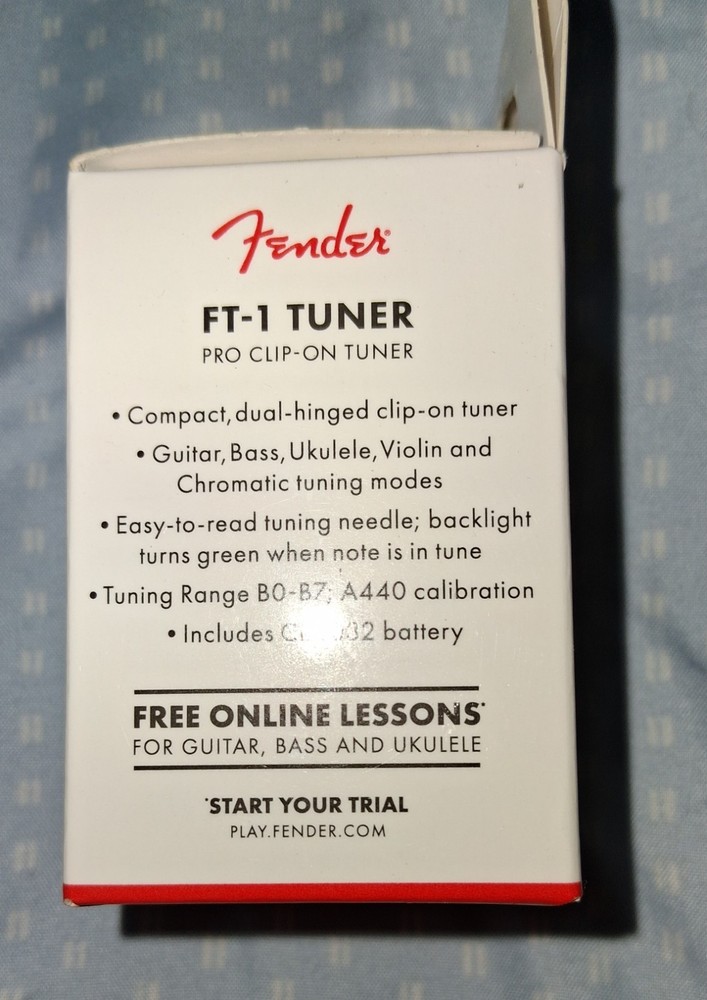 Fender®
FT-1 TUNER
PRO CLIP-ON TUNER
• Compact, dual-hinged clip-on tuner
• Guitar, Bass, Ukulele, Violin and
Chromatic tuning modes
• Easy-to-read tuning needle; backlight
turns green when note is in tune
• Tuning Range B0-B7; A440 calibration
• Includes battery
FREE ONLINE LESSONS*
FOR GUITAR, BASS AND UKULELE
*START YOUR TRIAL
PLAY.FENDER.COM